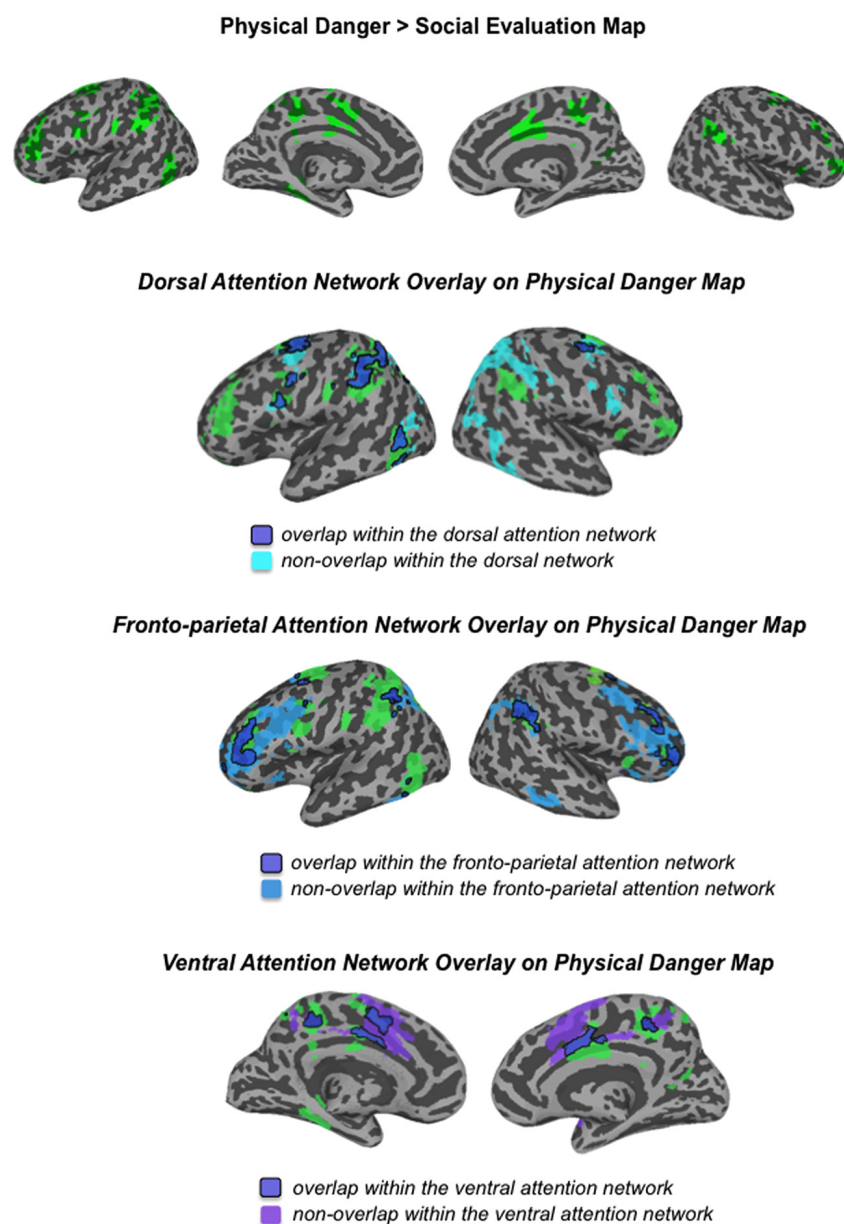 Physical Danger > Social Evaluation Map
Dorsal Attention Network Overlay on Physical Danger Map
overlap within the dorsal attention network
non-overlap within the dorsal network
Fronto-parietal Attention Network Overlay on Physical Danger Map
overlap within the fronto-parietal attention network
non-overlap within the fronto-parietal attention network
Ventral Attention Network Overlay on Physical Danger Map
overlap within the ventral attention network
non-overlap within the ventral attention network